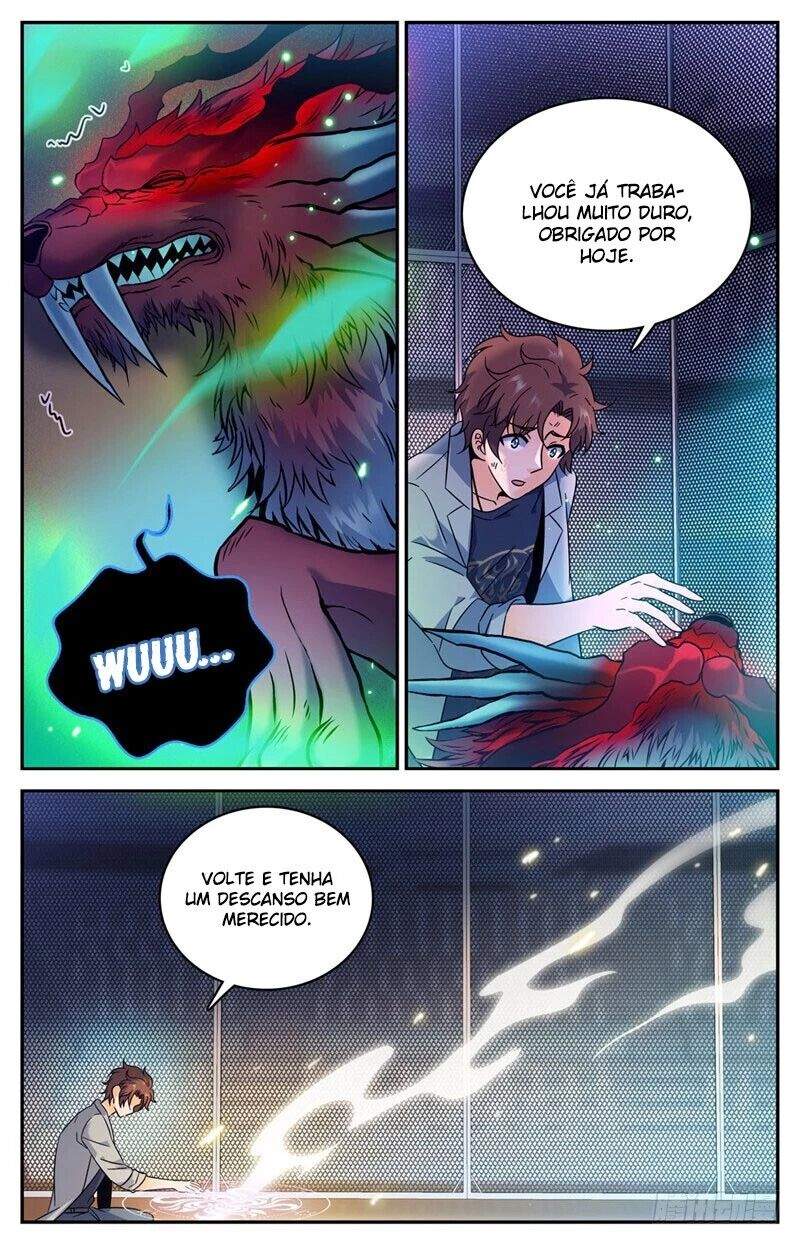 VOCÊ JÁ TRABA-
LHOU MUITO DURO,
OBRIGADO POR
HOJE.
WUUU...
VOLTE E TENHA
UM DESCANSO BEM
MERECIDO.